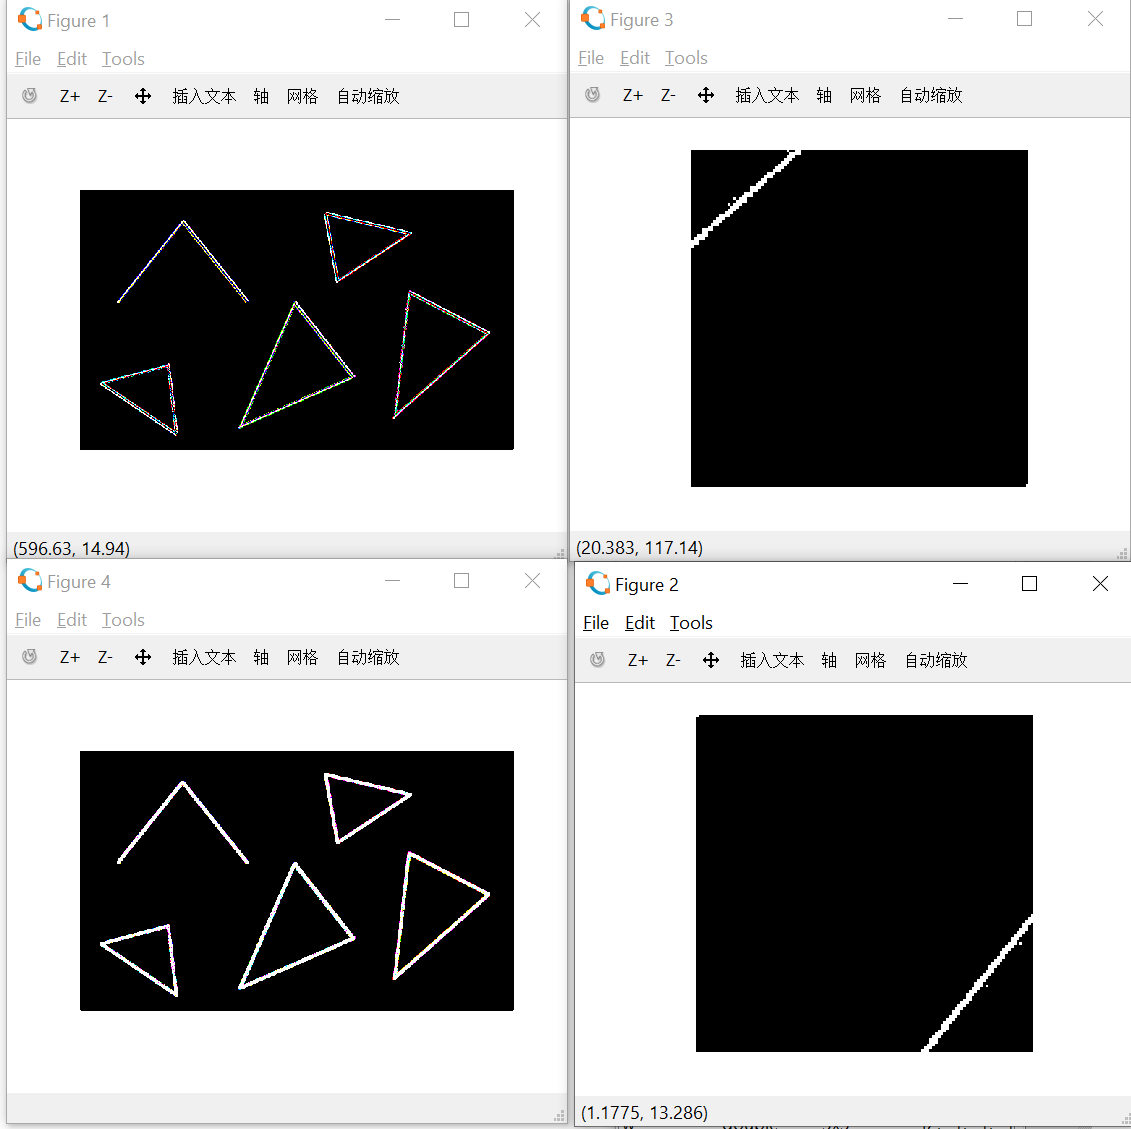 Figure 1
File Edit Tools
Z+ Z- 插入文本 轴 网格 自动缩放
(596.63, 14.94)
Figure 3
File Edit Tools
Z+ Z- 插入文本 轴 网格 自动缩放
(20.383, 117.14)
Figure 4
File Edit Tools
Z+ Z- 插入文本 轴 网格 自动缩放
Figure 2
File Edit Tools
Z+ Z- 插入文本 轴 网格 自动缩放
(1.1775, 13.286)